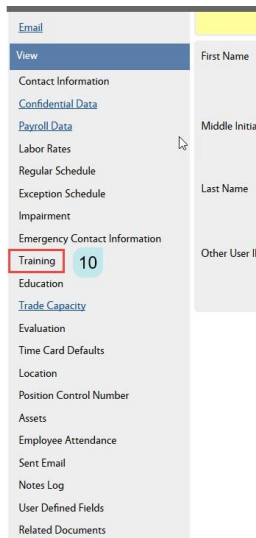 Email
View
Contact Information
Confidential Data
Payroll Data
Labor Rates
Regular Schedule
Exception Schedule
Impairment
Emergency Contact Information
Training 10
Education
Trade Capacity
Evaluation
Time Card Defaults
Location
Position Control Number
Assets
Employee Attendance
Sent Email
Notes Log
User Defined Fields
Related Documents
First Name
Middle Initia
Last Name
Other User I